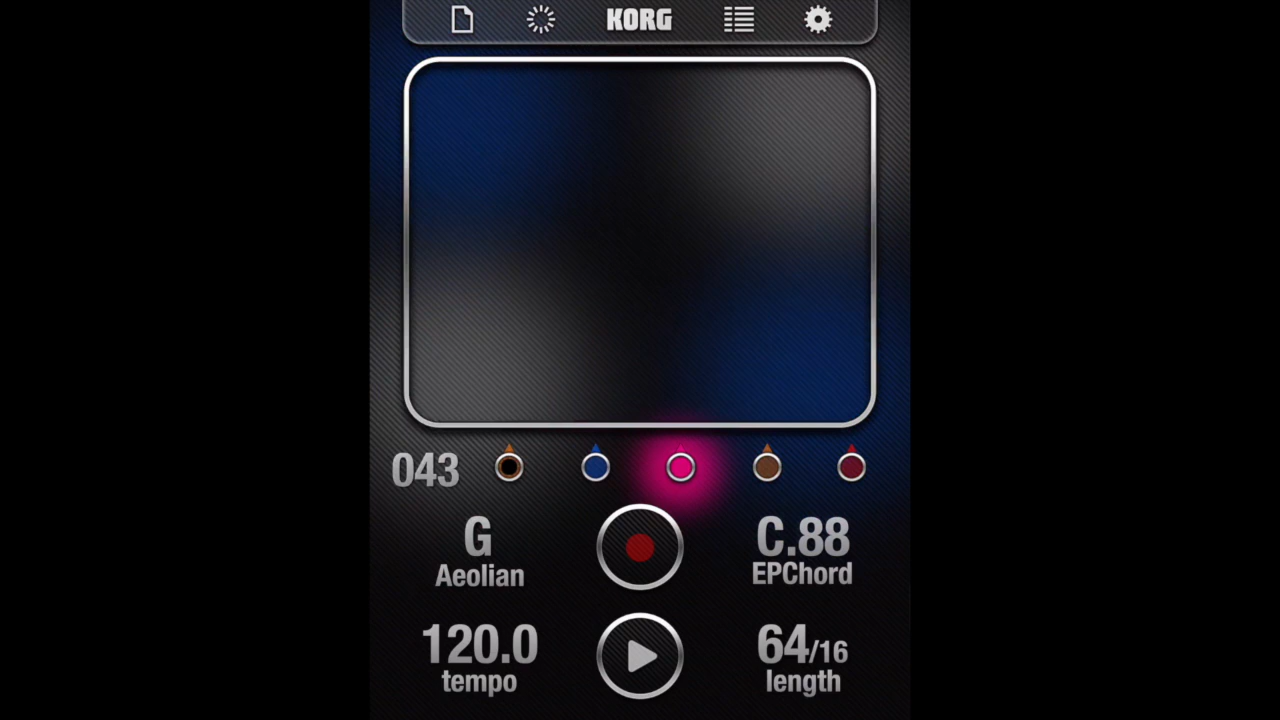 KORG
043
G
Aeolian
C.88
EPChord
120.0
tempo
64/16
length